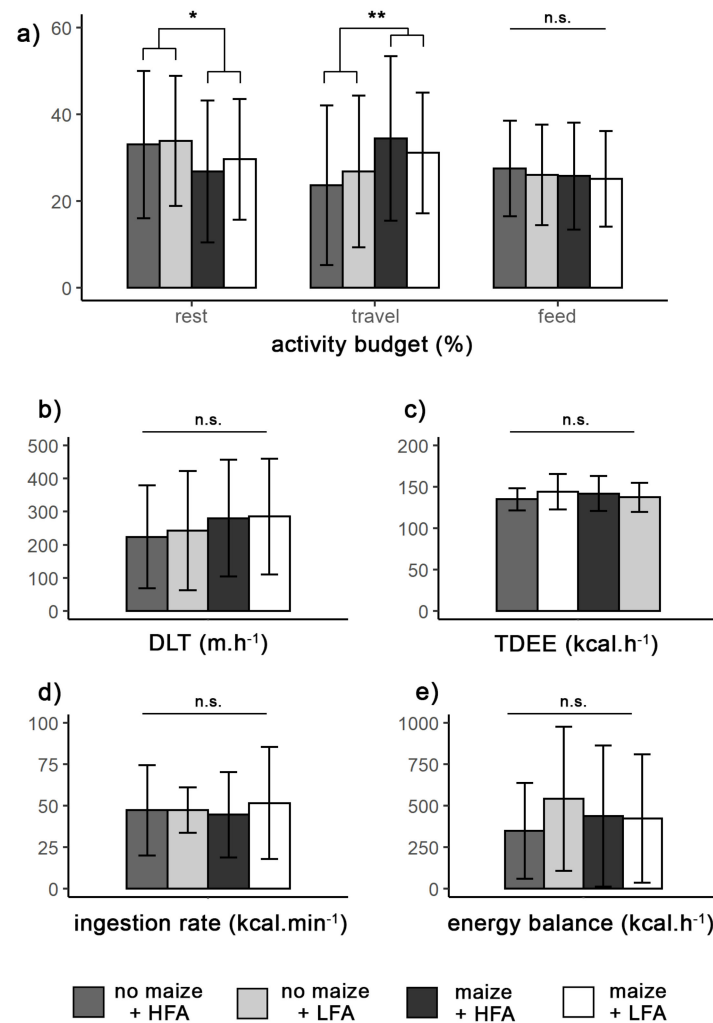 a)
60
40
20
0
*
**
n.s.
rest travel feed
activity budget (%)
b)
n.s.
500
400
300
200
100
0
DLT (m.h⁻¹)
c)
n.s.
200
150
100
50
0
TDEE (kcal.h⁻¹)
d)
n.s.
100
75
50
25
0
ingestion rate (kcal.min⁻¹)
e)
n.s.
1000
750
500
250
0
energy balance (kcal.h⁻¹)
no maize
+ HFA
no maize
+ LFA
maize
+ HFA
maize
+ LFA